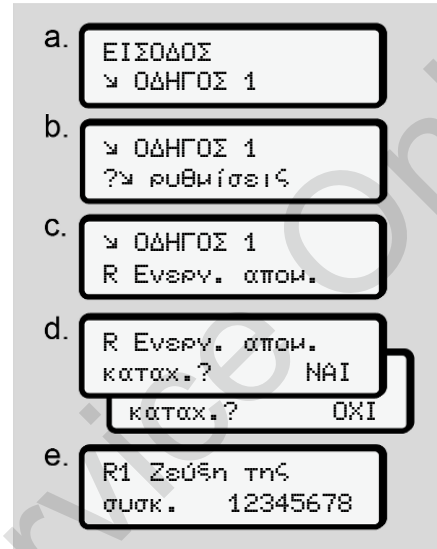 a.
ΕΙΣΟΔΟΣ
↘ ΟΔΗΓΟΣ 1
b.
↘ ΟΔΗΓΟΣ 1
?↘ ρυθμίσεις
c.
↘ ΟΔΗΓΟΣ 1
R Ενεργ. απομ.
d.
R Ενεργ. απομ.
καταχ.? ΝΑΙ
καταχ.? ΟΧΙ
e.
R1 Ζεύξη της
συσκ. 12345678